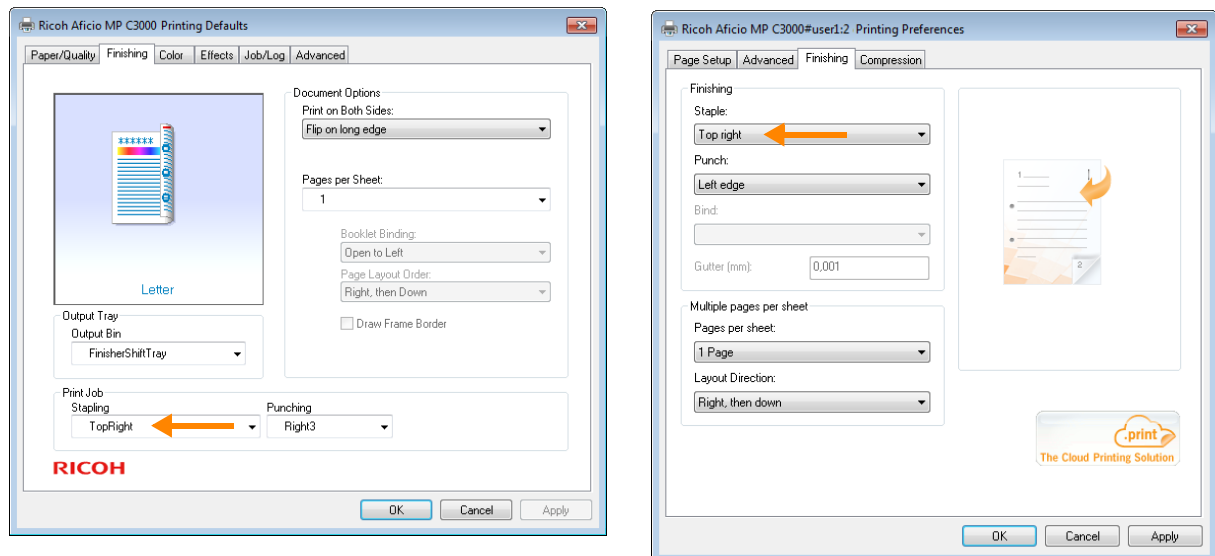 Ricoh Aficio MP C3000 Printing Defaults
Paper/Quality Finishing Color Effects Job/Log Advanced
******
Letter
Document Options
Print on Both Sides:
Flip on long edge
Pages per Sheet:
1
Booklet Binding:
Open to Left
Page Layout Order:
Right, then Down
Draw Frame Border
Output Tray
Output Bin
FinisherShiftTray
Print Job
Stapling
TopRight
Punching
Right3
RICOH
OK Cancel Apply
Ricoh Aficio MP C3000#user1:2 Printing Preferences
Page Setup Advanced Finishing Compression
Finishing
Staple:
Top right
Punch:
Left edge
Bind:
Gutter (mm): 0,001
Multiple pages per sheet
Pages per sheet:
1 Page
Layout Direction:
Right, then down
1
2
.print
The Cloud Printing Solution
OK Cancel Apply